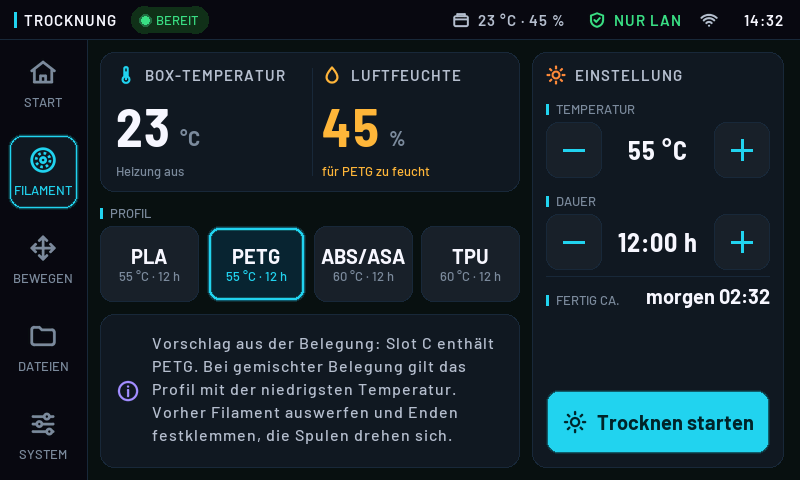 TROCKNUNG
BEREIT
23 °C · 45 %
NUR LAN
14:32
START
FILAMENT
BEWEGEN
DATEIEN
SYSTEM
BOX-TEMPERATUR
23 °C
Heizung aus
LUFTFEUCHTE
45 %
für PETG zu feucht
PROFIL
PLA
55 °C · 12 h
PETG
55 °C · 12 h
ABS/ASA
60 °C · 12 h
TPU
60 °C · 12 h
Vorschlag aus der Belegung: Slot C enthält
PETG. Bei gemischter Belegung gilt das
Profil mit der niedrigsten Temperatur.
Vorher Filament auswerfen und Enden
festklemmen, die Spulen drehen sich.
EINSTELLUNG
TEMPERATUR
− 55 °C +
DAUER
− 12:00 h +
FERTIG CA. morgen 02:32
Trocknen starten